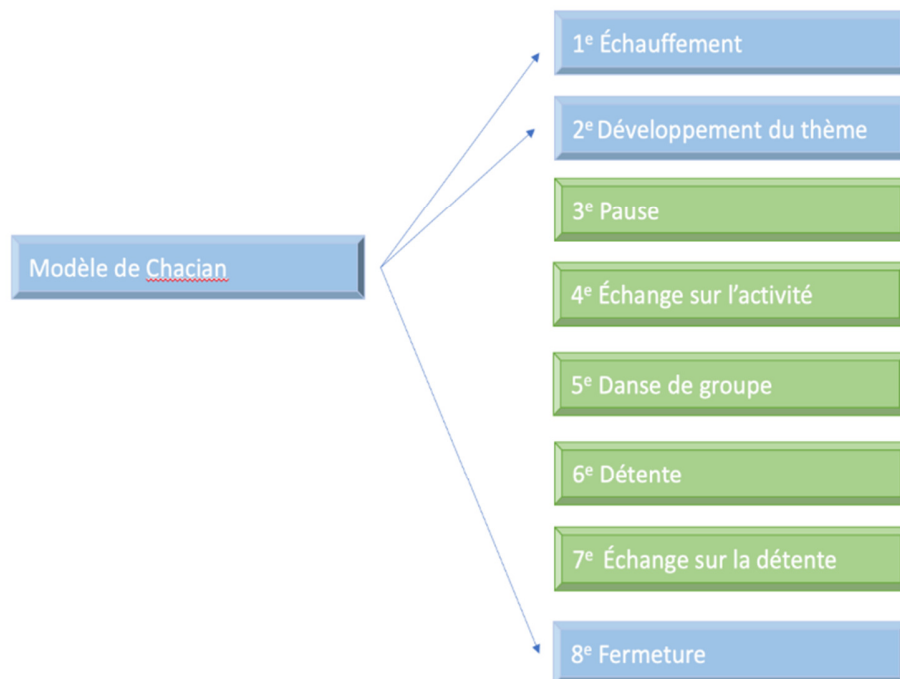 1e Échauffement
2e Développement du thème
3e Pause
Modèle de Chacian
4e Échange sur l'activité
5e Danse de groupe
6e Détente
7e Échange sur la détente
8e Fermeture